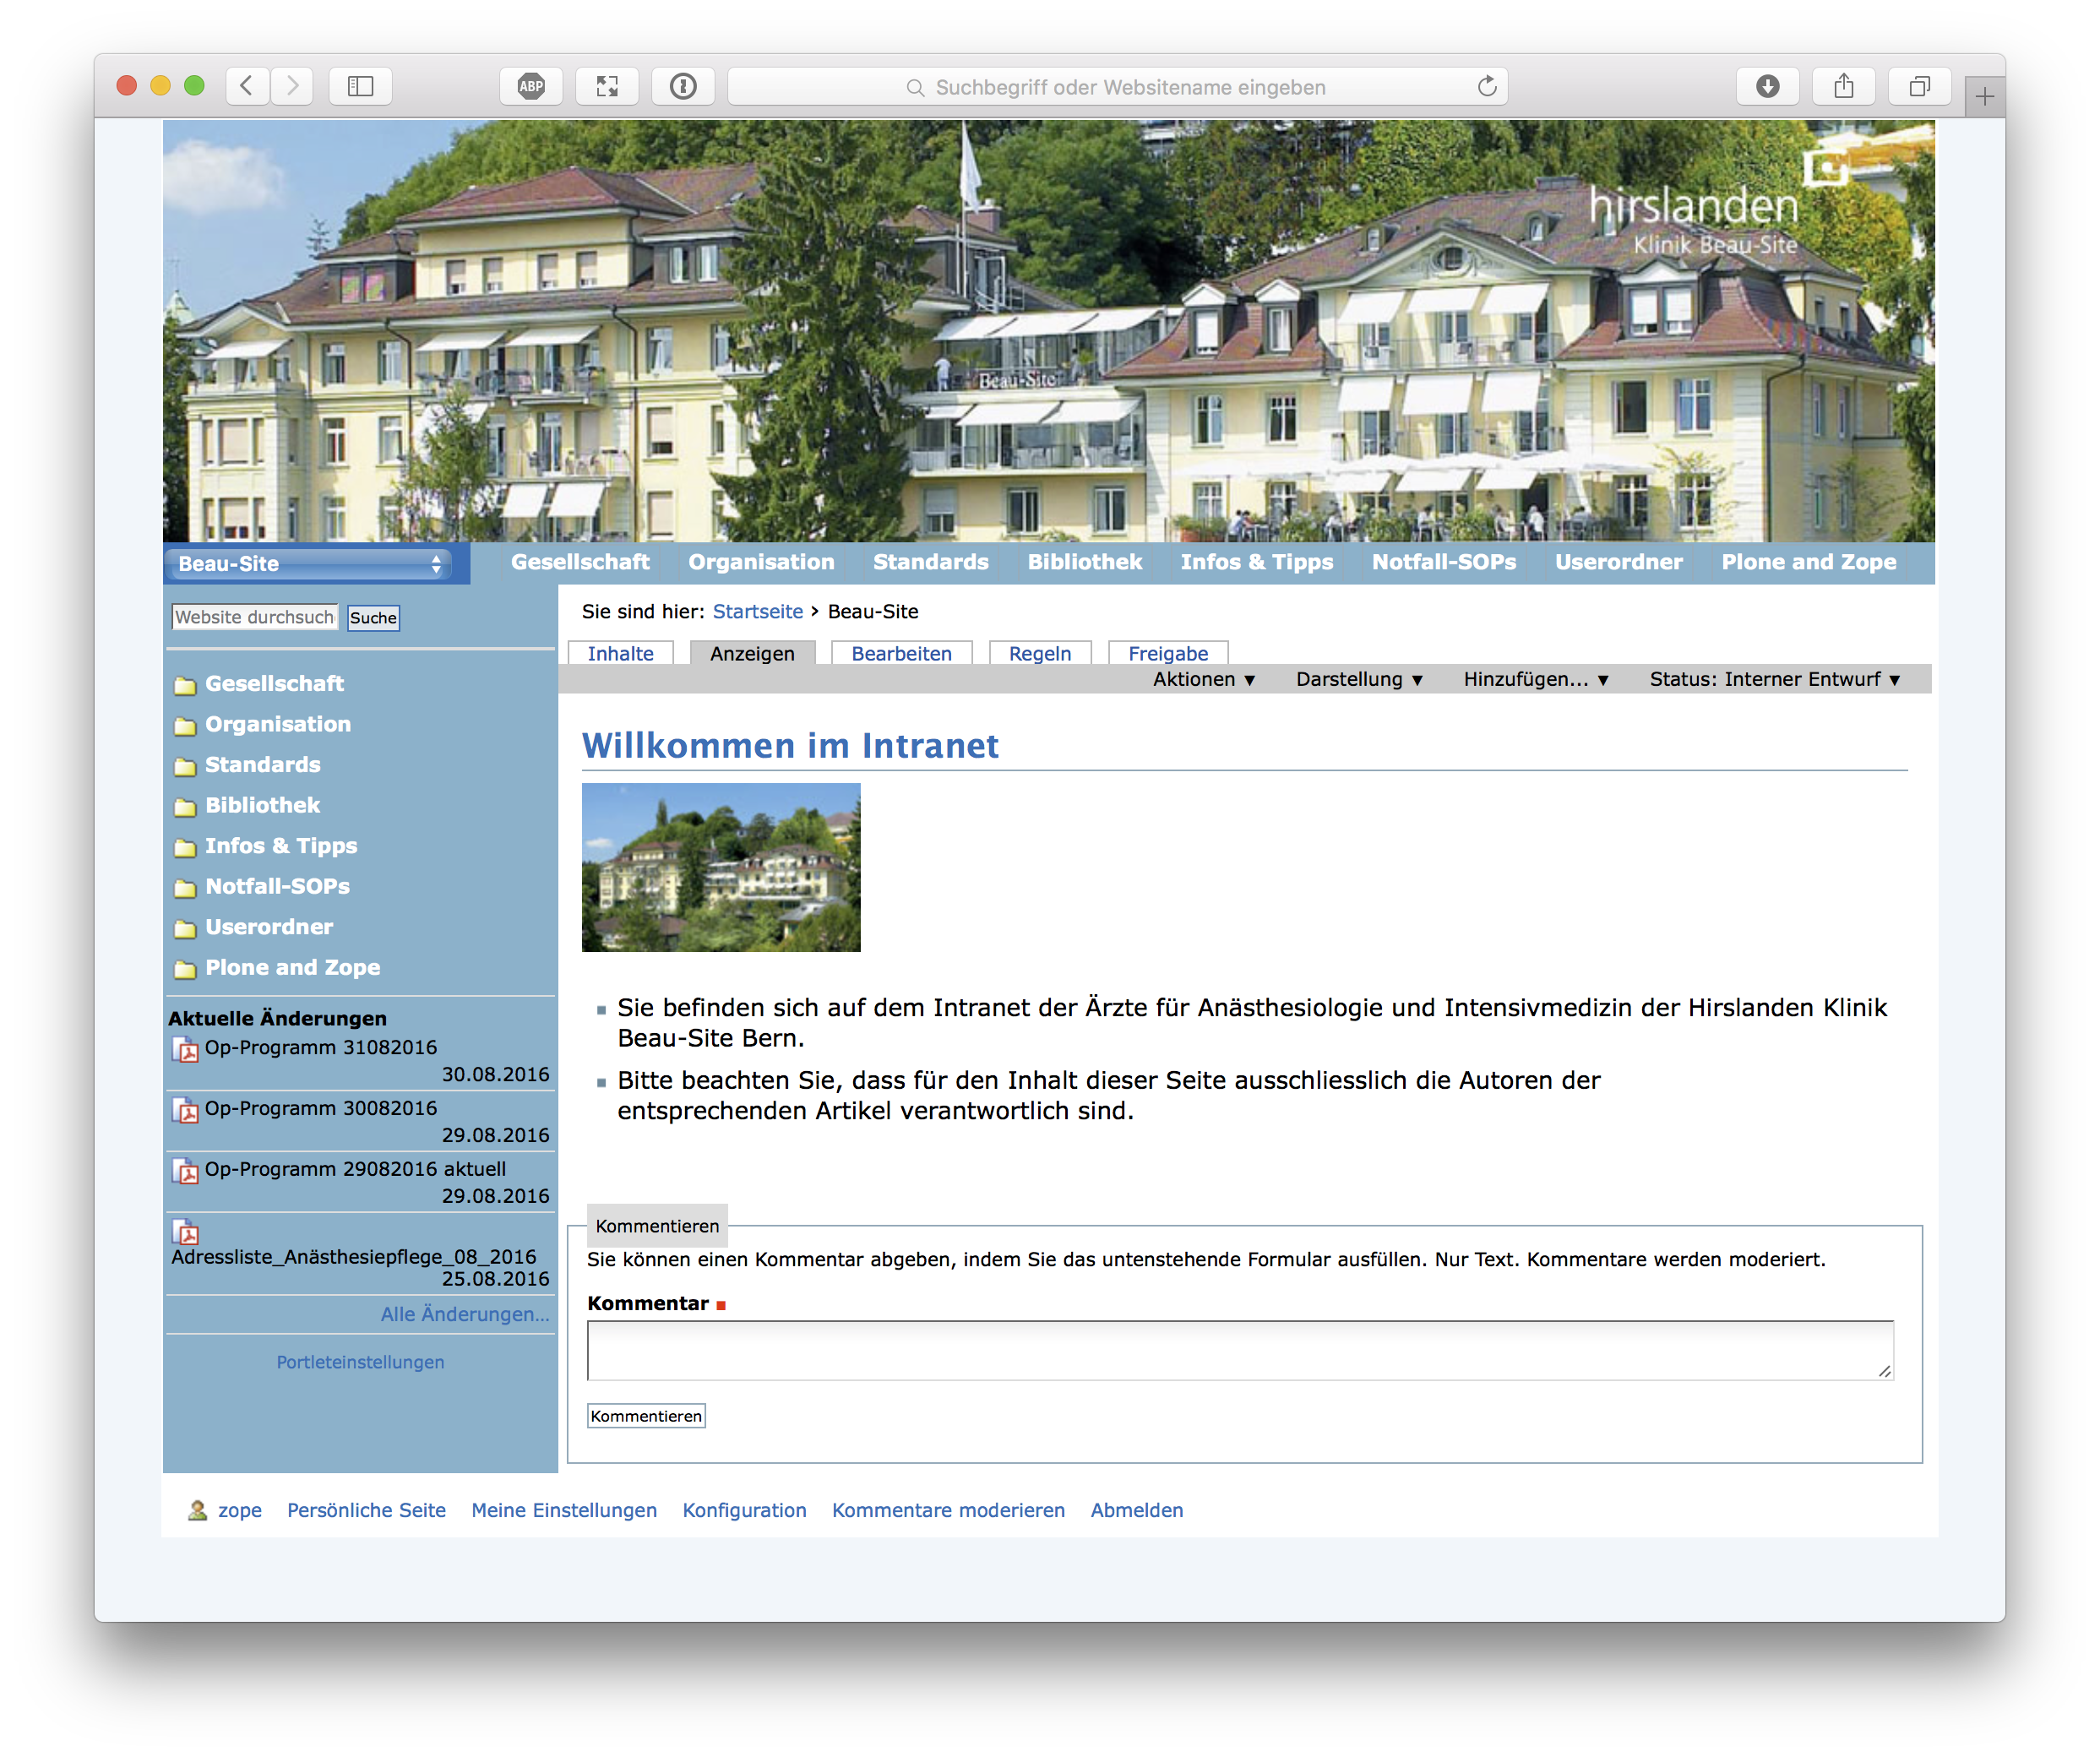 ABP
Suchbegriff oder Websitename eingeben
hirslanden
Klinik Beau-Site
Beau-Site
Beau-Site
Gesellschaft Organisation Standards Bibliothek Infos & Tipps Notfall-SOPs Userordner Plone and Zope
Website durchsuch
Suche
Gesellschaft
Organisation
Standards
Bibliothek
Infos & Tipps
Notfall-SOPs
Userordner
Plone and Zope
Aktuelle Änderungen
Op-Programm 31082016
30.08.2016
Op-Programm 30082016
29.08.2016
Op-Programm 29082016 aktuell
29.08.2016
Adressliste_Anästhesiepflege_08_2016
25.08.2016
Alle Änderungen...
Portleteinstellungen
Sie sind hier: Startseite › Beau-Site
Inhalte Anzeigen Bearbeiten Regeln Freigabe
Aktionen ▼ Darstellung ▼ Hinzufügen... ▼ Status: Interner Entwurf ▼
Willkommen im Intranet
Sie befinden sich auf dem Intranet der Ärzte für Anästhesiologie und Intensivmedizin der Hirslanden Klinik
Beau-Site Bern.
Bitte beachten Sie, dass für den Inhalt dieser Seite ausschliesslich die Autoren der
entsprechenden Artikel verantwortlich sind.
Kommentieren
Sie können einen Kommentar abgeben, indem Sie das untenstehende Formular ausfüllen. Nur Text. Kommentare werden moderiert.
Kommentar
Kommentieren
zope Persönliche Seite Meine Einstellungen Konfiguration Kommentare moderieren Abmelden